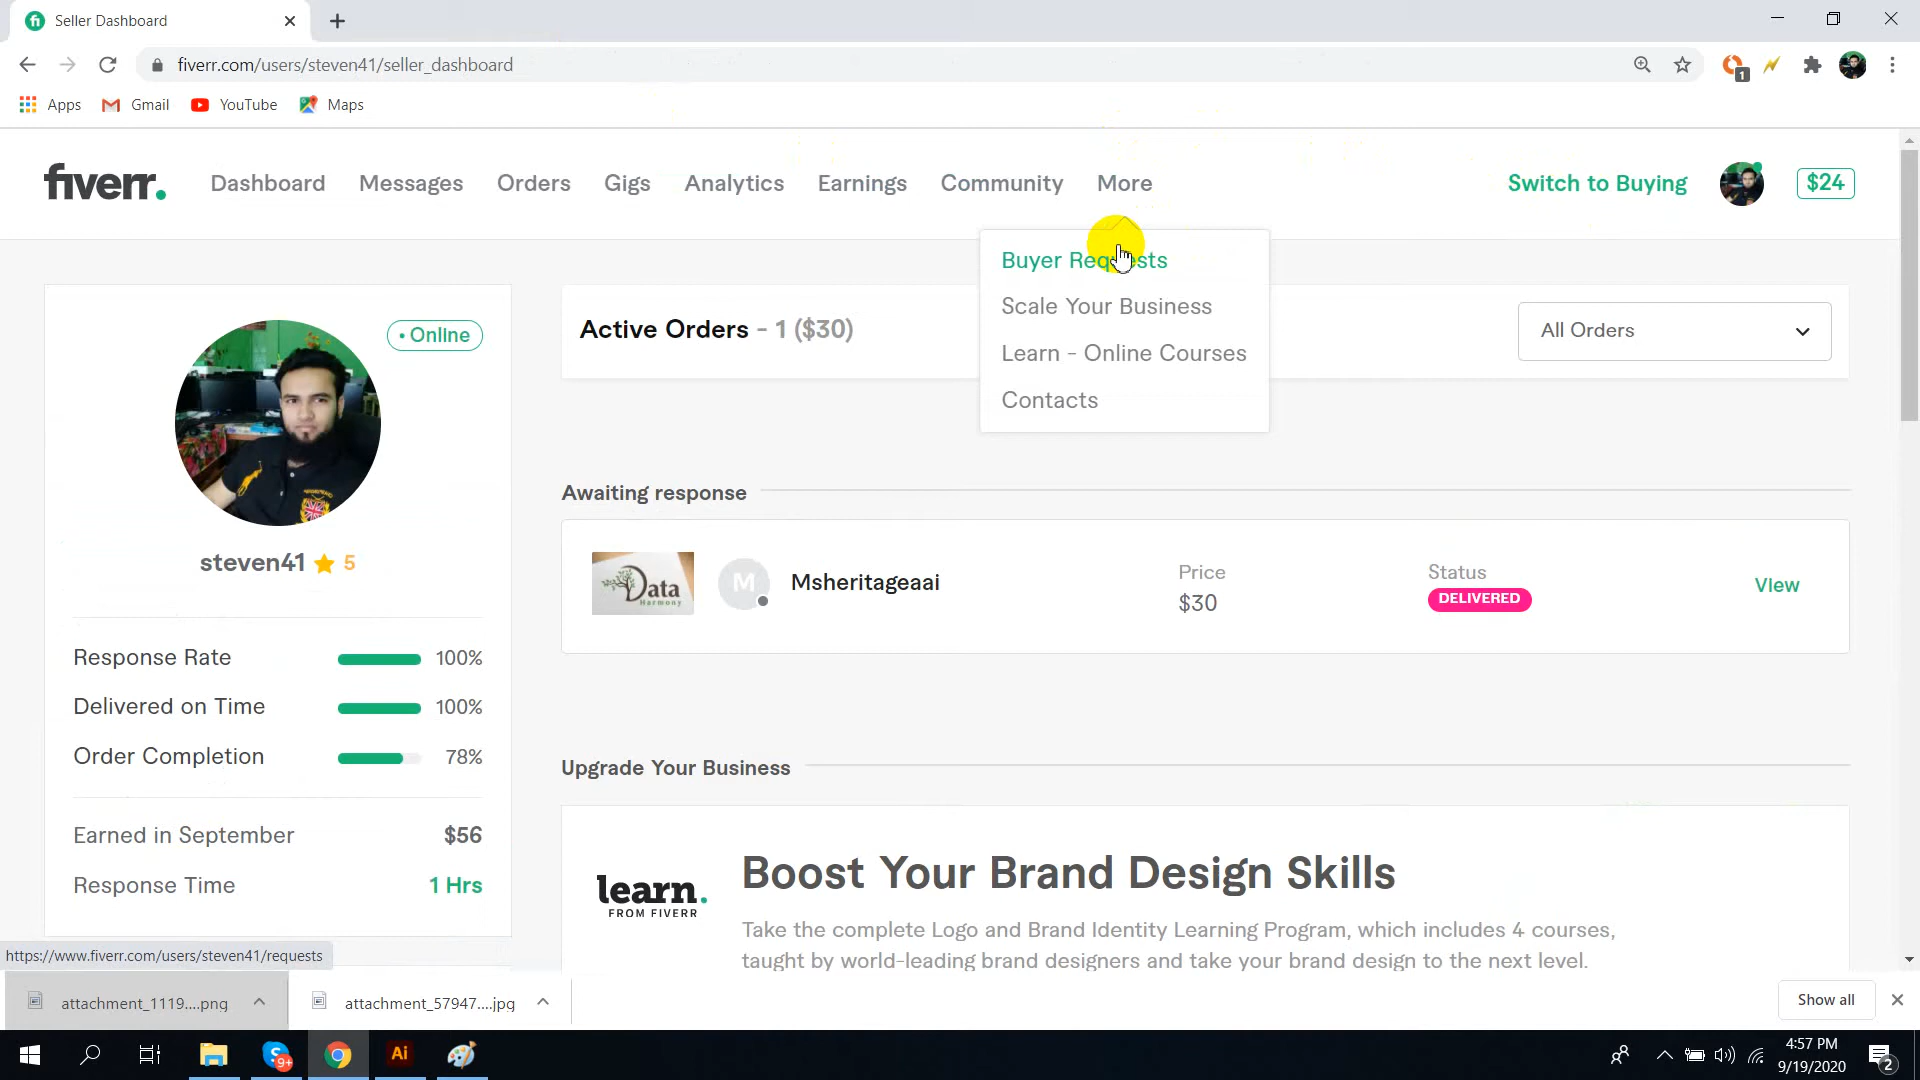 Seller Dashboard
fiverr.com/users/steven41/seller_dashboard
1
Apps
Gmail
YouTube
Maps
fiverr.
Dashboard
Messages
Orders
Gigs
Analytics
Earnings
Community
More
Switch to Buying
$24
Buyer Requests
Scale Your Business
Learn - Online Courses
Contacts
• Online
steven41 ★ 5
Response Rate 100%
Delivered on Time 100%
Order Completion 78%
Earned in September $56
Response Time 1 Hrs
Active Orders - 1 ($30)
All Orders
Awaiting response
Data
Harmony
M
Msheritageaai
Price
$30
Status
DELIVERED
View
Upgrade Your Business
learn.
FROM FIVERR
Boost Your Brand Design Skills
Take the complete Logo and Brand Identity Learning Program, which includes 4 courses,
taught by world-leading brand designers and take your brand design to the next level.
https://www.fiverr.com/users/steven41/requests
attachment_1119....png
attachment_57947....jpg
Show all
9+
Ai
4:57 PM
9/19/2020
2